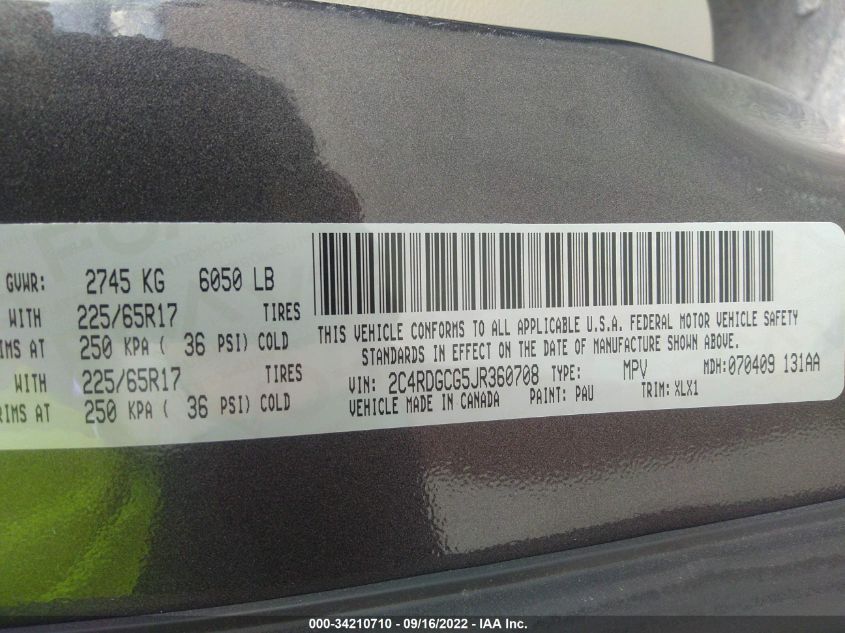 GVWR: 2745 KG 6050 LB
WITH 225/65R17 TIRES
IMS AT 250 KPA ( 36 PSI) COLD
WITH 225/65R17 TIRES
RIMS AT 250 KPA ( 36 PSI) COLD
THIS VEHICLE CONFORMS TO ALL APPLICABLE U.S.A. FEDERAL MOTOR VEHICLE SAFETY
STANDARDS IN EFFECT ON THE DATE OF MANUFACTURE SHOWN ABOVE.
VIN: 2C4RDGCG5JR360708 TYPE: MPV MDH:070409 131AA
VEHICLE MADE IN CANADA PAINT: PAU TRIM: XLX1
000-34210710 - 09/16/2022 - IAA Inc.